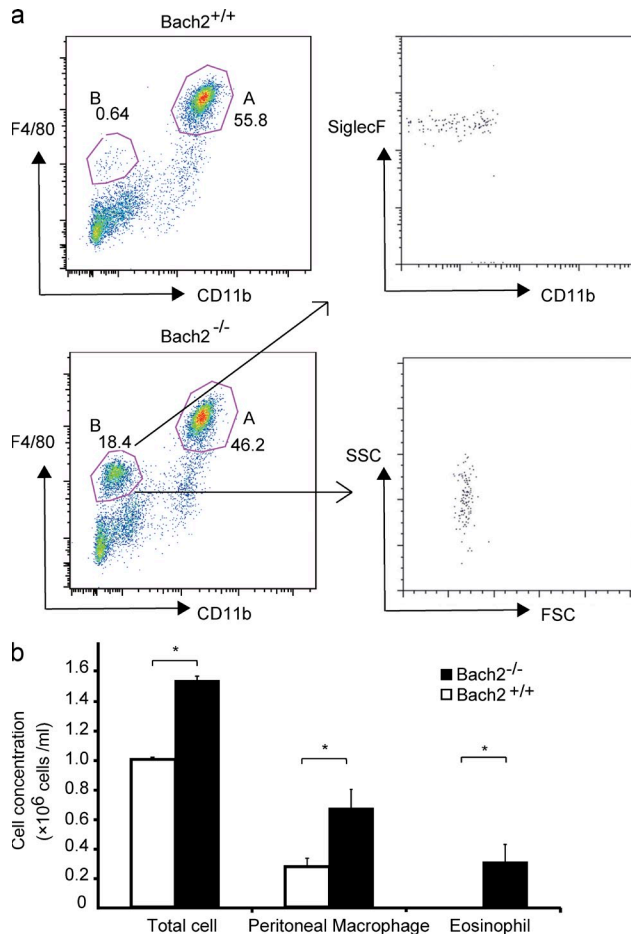 a
Bach2+/+
B
0.64
A
55.8
F4/80
CD11b
SiglecF
CD11b
Bach2 -/-
B
18.4
A
46.2
F4/80
CD11b
SSC
FSC
b
Cell concentration
(×10⁶ cells /ml)
1.6
1.4
1.2
1.0
0.8
0.6
0.4
0.2
0
*
*
*
Bach2-/-
Bach2 +/+
Total cell Peritoneal Macrophage Eosinophil